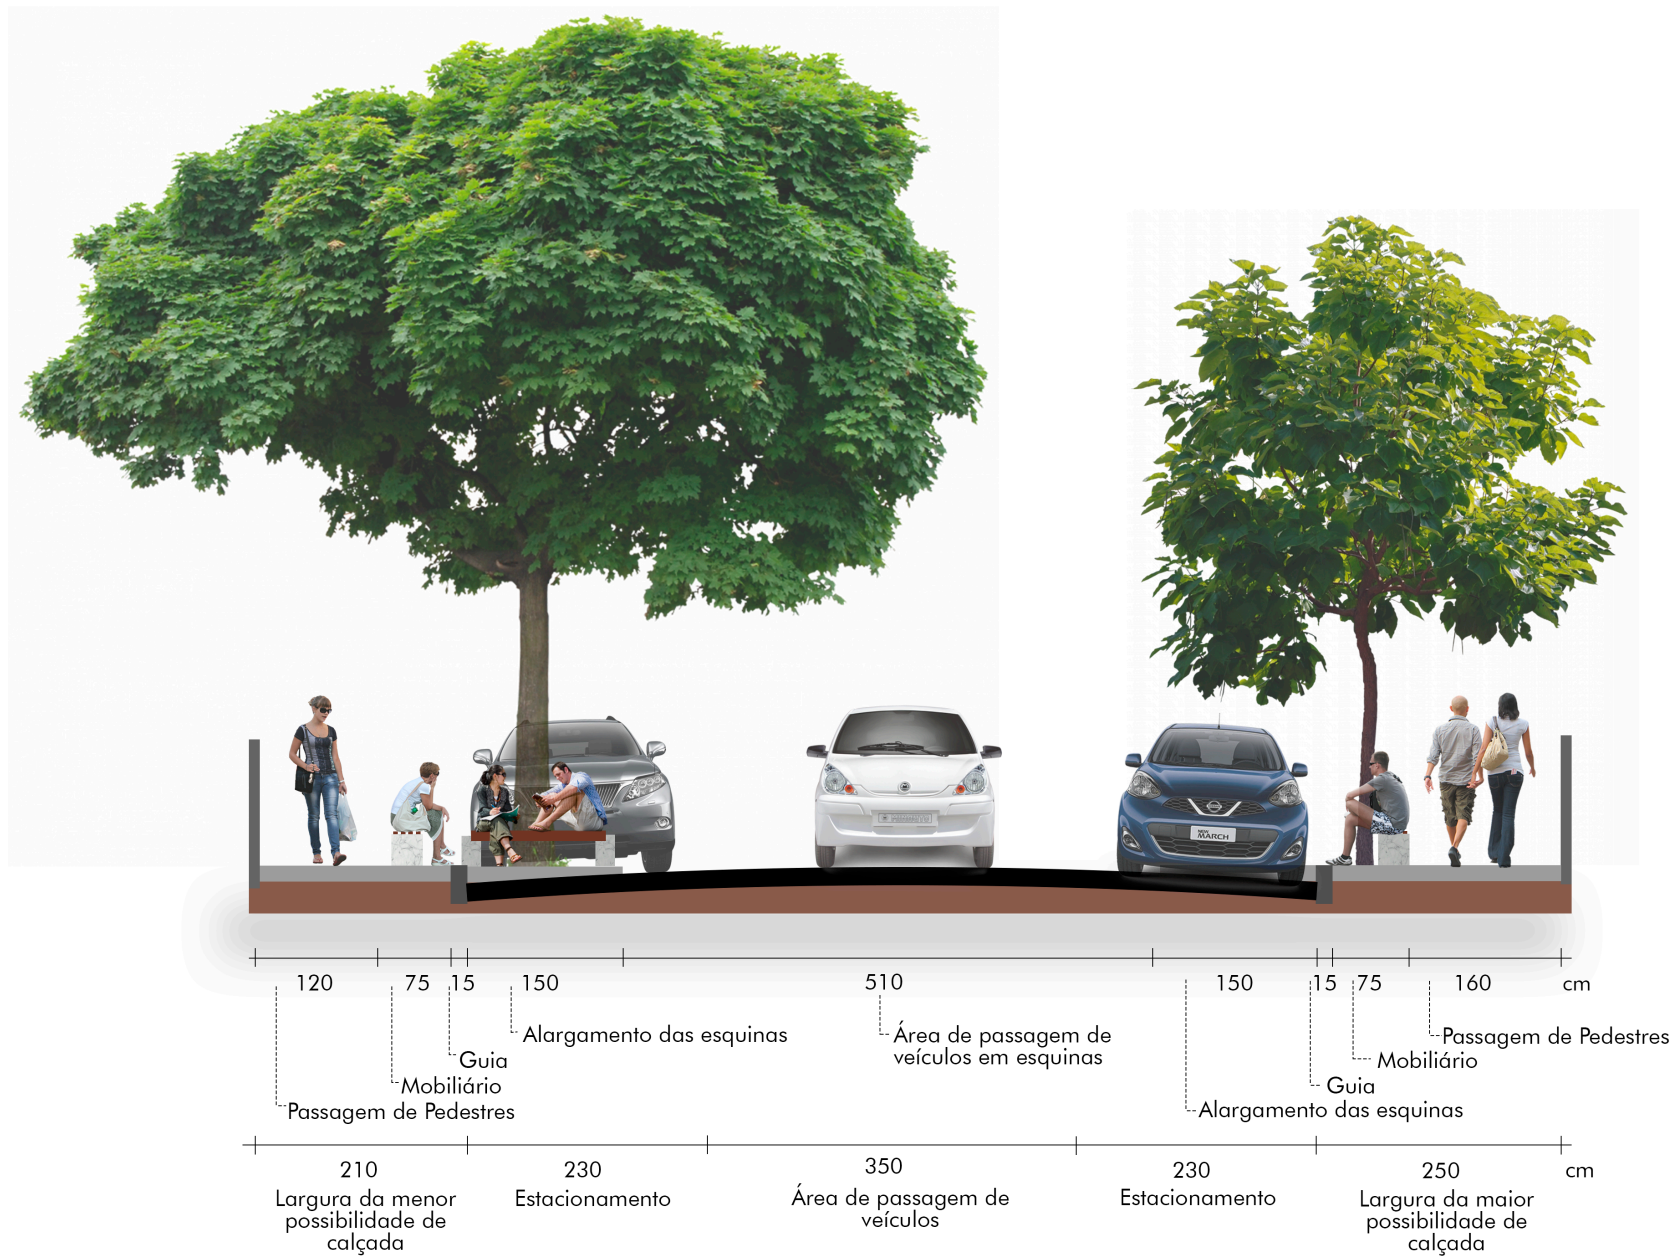 NEW
MARCH
120
75
15
150
510
150
15
75
160
cm
Alargamento das esquinas
Área de passagem de
veículos em esquinas
Passagem de Pedestres
Guia
Mobiliário
Mobiliário
Guia
Passagem de Pedestres
Alargamento das esquinas
210
230
350
230
250
cm
Largura da menor
possibilidade de
calçada
Estacionamento
Área de passagem de
veículos
Estacionamento
Largura da maior
possibilidade de
calçada